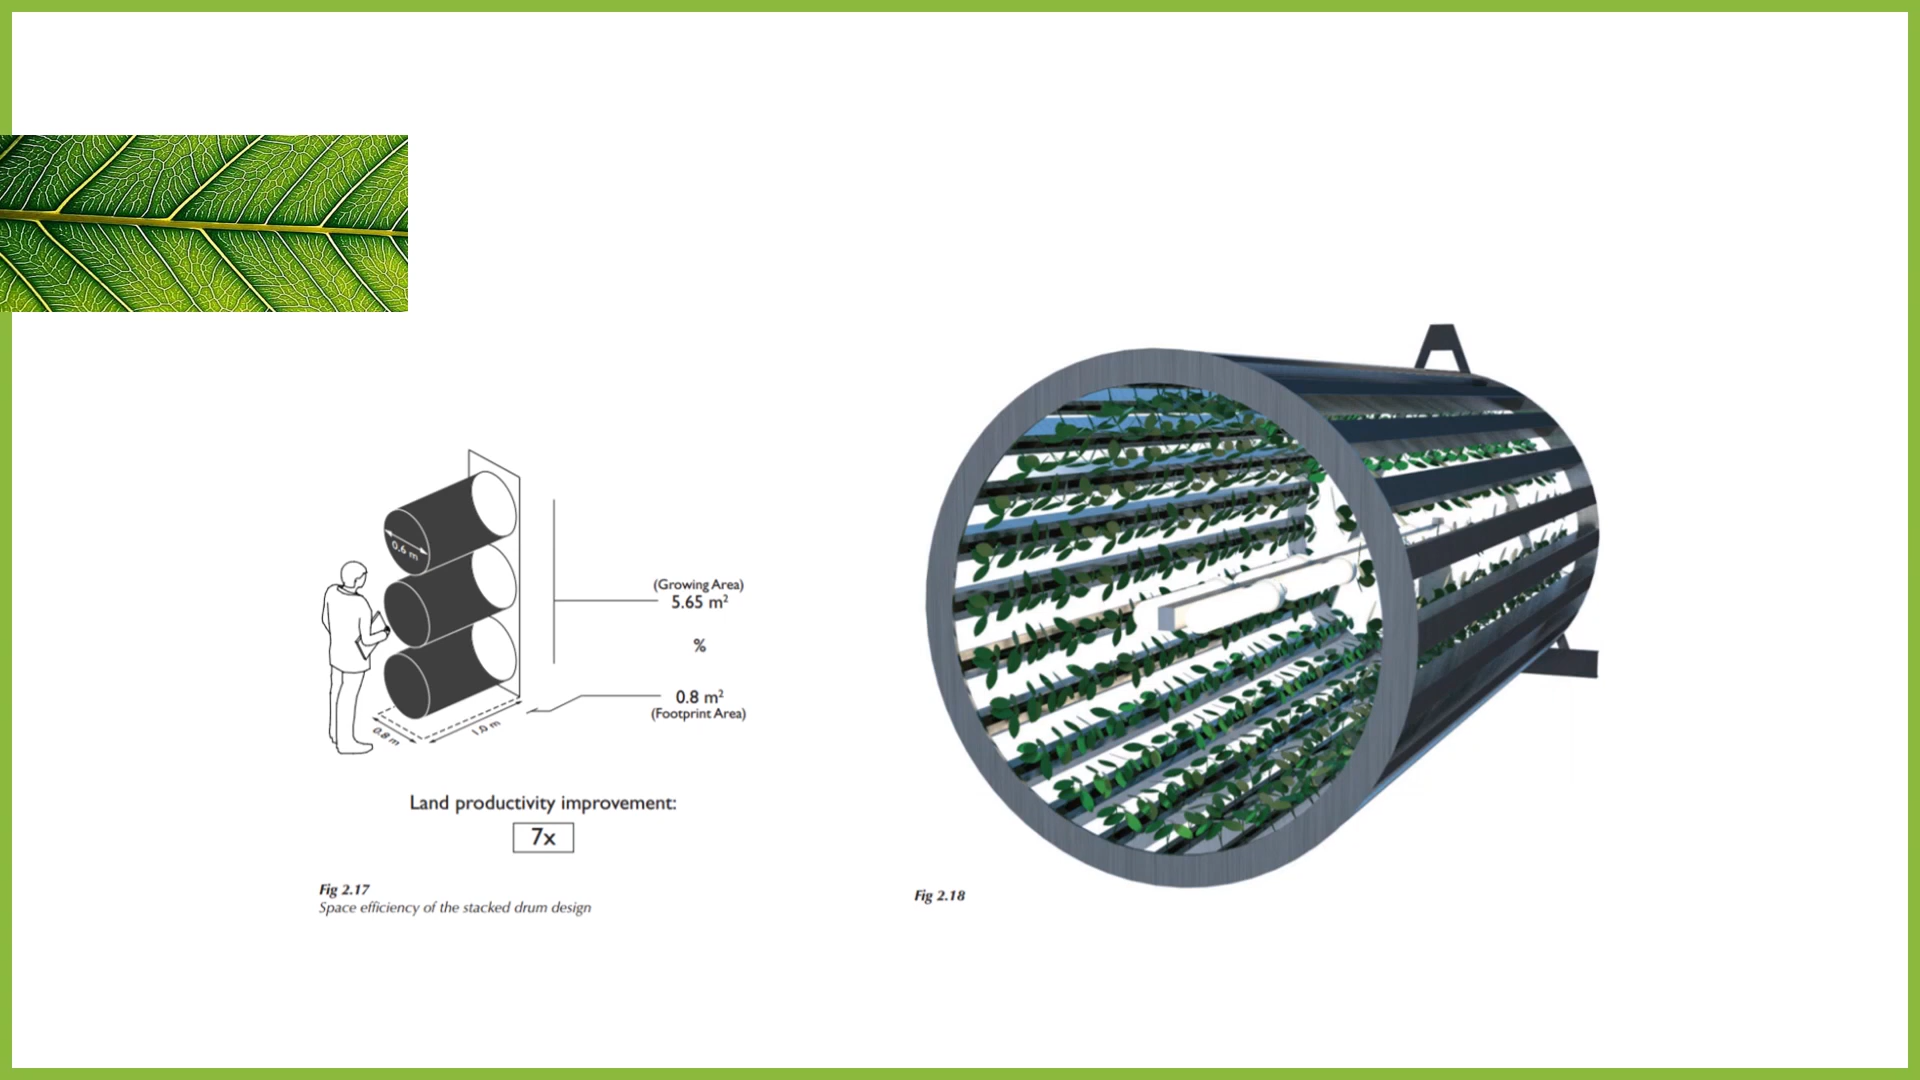 0.6 m
(Growing Area)
5.65 m²
%
0.8 m²
(Footprint Area)
0.8 m
1.0 m
Land productivity improvement:
7x
Fig 2.17
Space efficiency of the stacked drum design
Fig 2.18